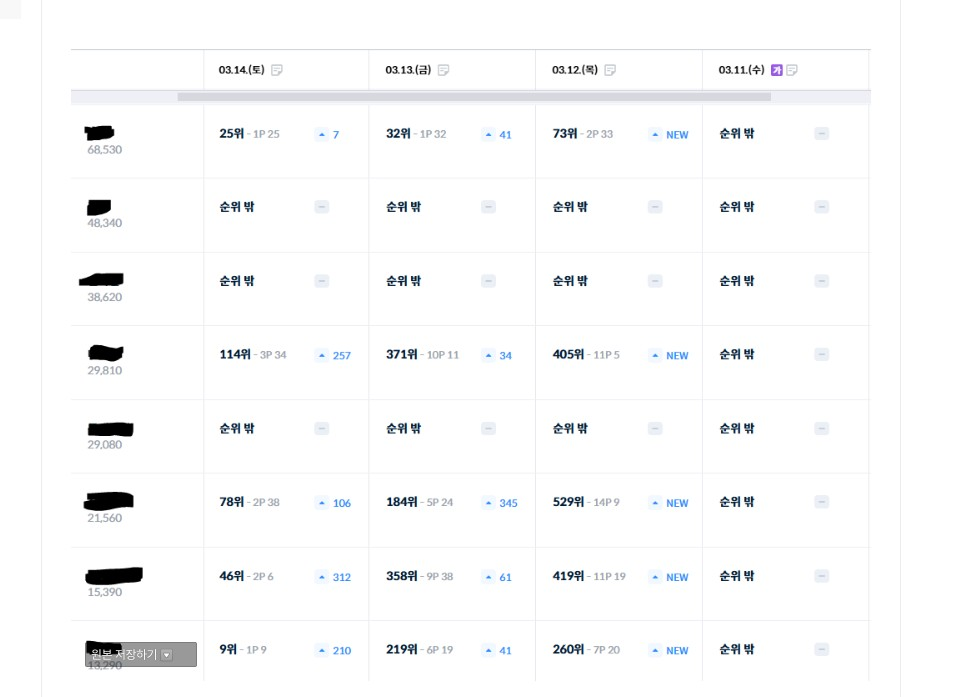 03.14.(토) 03.13.(금) 03.12.(목) 03.11.(수) 가
25위 - 1P 25 ▲ 7 32위 - 1P 32 ▲ 41 73위 - 2P 33 ▲ NEW 순위 밖 –
68,530
순위 밖 – 순위 밖 – 순위 밖 – 순위 밖 –
48,340
순위 밖 – 순위 밖 – 순위 밖 – 순위 밖 –
38,620
114위 - 3P 34 ▲ 257 371위 - 10P 11 ▲ 34 405위 - 11P 5 ▲ NEW 순위 밖 –
29,810
순위 밖 – 순위 밖 – 순위 밖 – 순위 밖 –
29,080
78위 - 2P 38 ▲ 106 184위 - 5P 24 ▲ 345 529위 - 14P 9 ▲ NEW 순위 밖 –
21,560
46위 - 2P 6 ▲ 312 358위 - 9P 38 ▲ 61 419위 - 11P 19 ▲ NEW 순위 밖 –
15,390
9위 - 1P 9 ▲ 210 219위 - 6P 19 ▲ 41 260위 - 7P 20 ▲ NEW 순위 밖 –
원본 저장하기
13,290